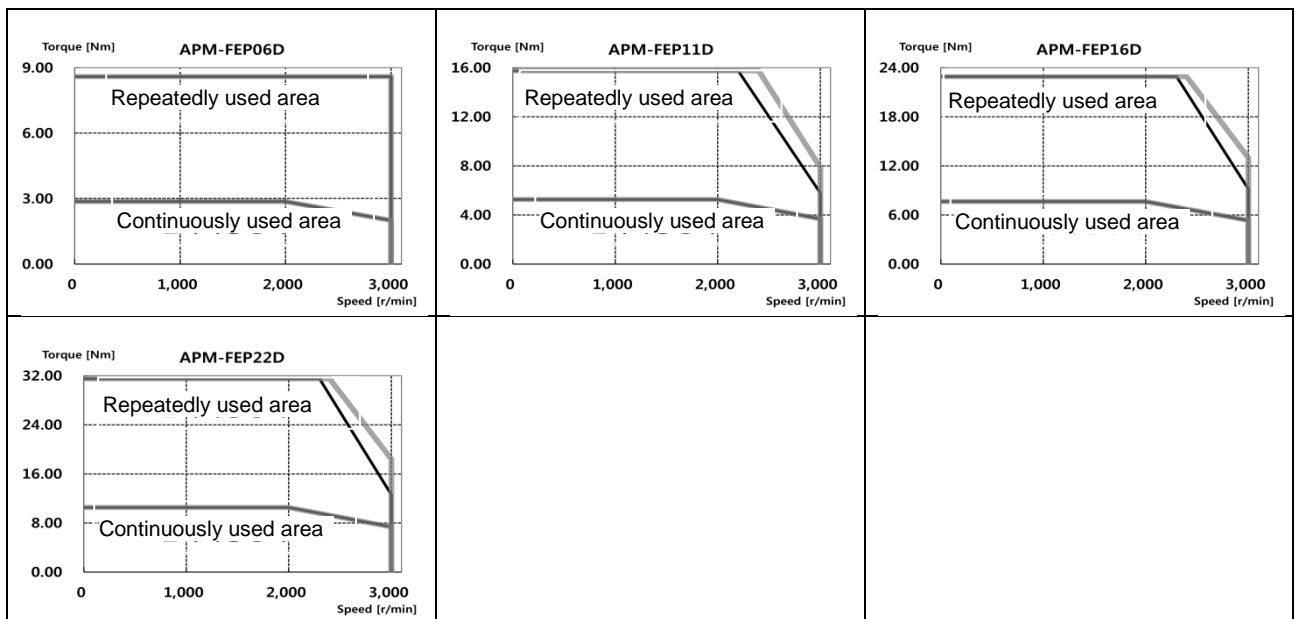 Torque [Nm] APM-FEP06D
9.00
Repeatedly used area
6.00
3.00
Continuously used area
0.00
0 1,000 2,000 3,000
Speed [r/min]
Torque [Nm] APM-FEP11D
16.00
Repeatedly used area
12.00
8.00
4.00
Continuously used area
0.00
0 1,000 2,000 3,000
Speed [r/min]
Torque [Nm] APM-FEP16D
24.00
Repeatedly used area
18.00
12.00
6.00
Continuously used area
0.00
0 1,000 2,000 3,000
Speed [r/min]
Torque [Nm] APM-FEP22D
32.00
Repeatedly used area
24.00
16.00
8.00
Continuously used area
0.00
0 1,000 2,000 3,000
Speed [r/min]